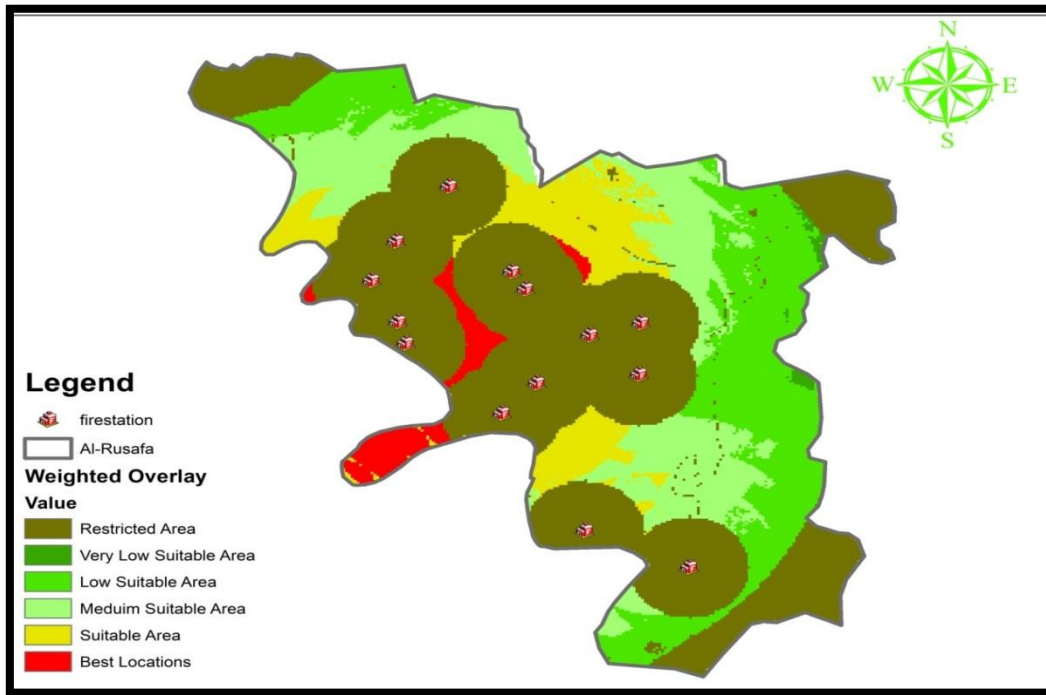 N
W
E
S
Legend
firestation
Al-Rusafa
Weighted Overlay
Value
Restricted Area
Very Low Suitable Area
Low Suitable Area
Meduim Suitable Area
Suitable Area
Best Locations